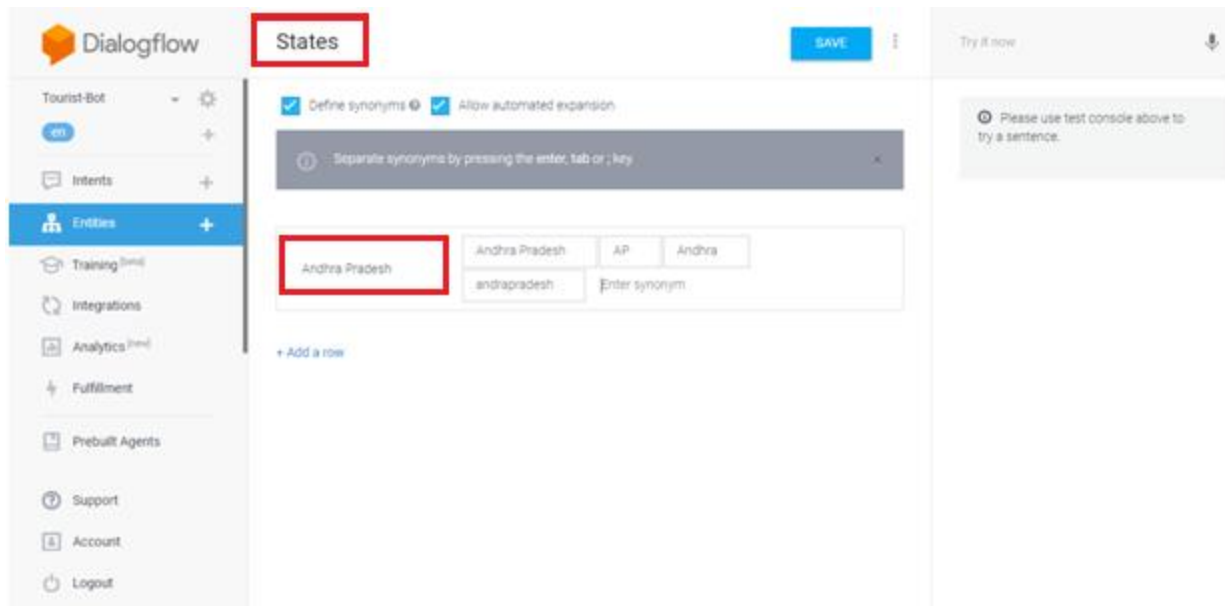 Dialogflow
States
SAVE
Try it now
Tourist-Bot
en
Define synonyms
Allow automated expansion
Please use test console above to
try a sentence.
Separate synonyms by pressing the enter, tab or ; key.
Intents
Entities
Training [beta]
Integrations
Analytics [new]
Fulfillment
Prebuilt Agents
Support
Account
Logout
Andhra Pradesh
Andhra Pradesh
AP
Andhra
andrapradesh
Enter synonym
+ Add a row